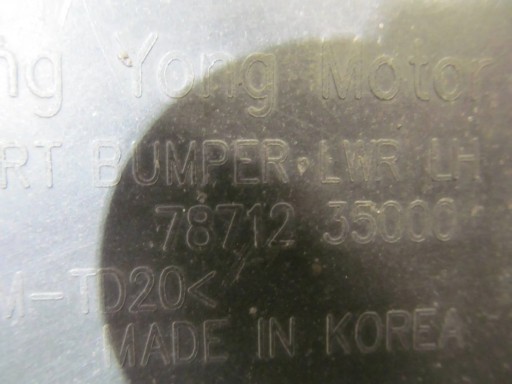 ng Yong Motor
RT BUMPER-LWR LH
78712 35000
M-TD20<
MADE IN KOREA